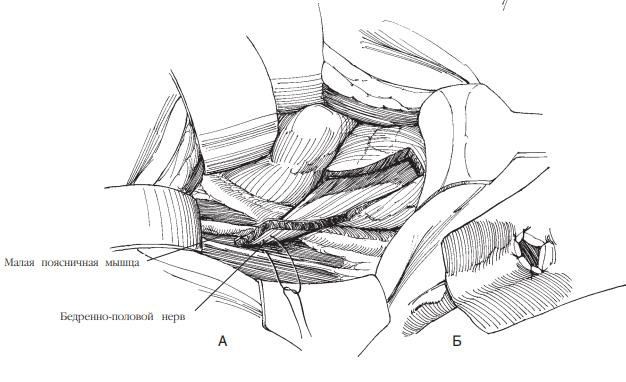 Малая поясничная мышца
Бедренно-половой нерв
А
Б